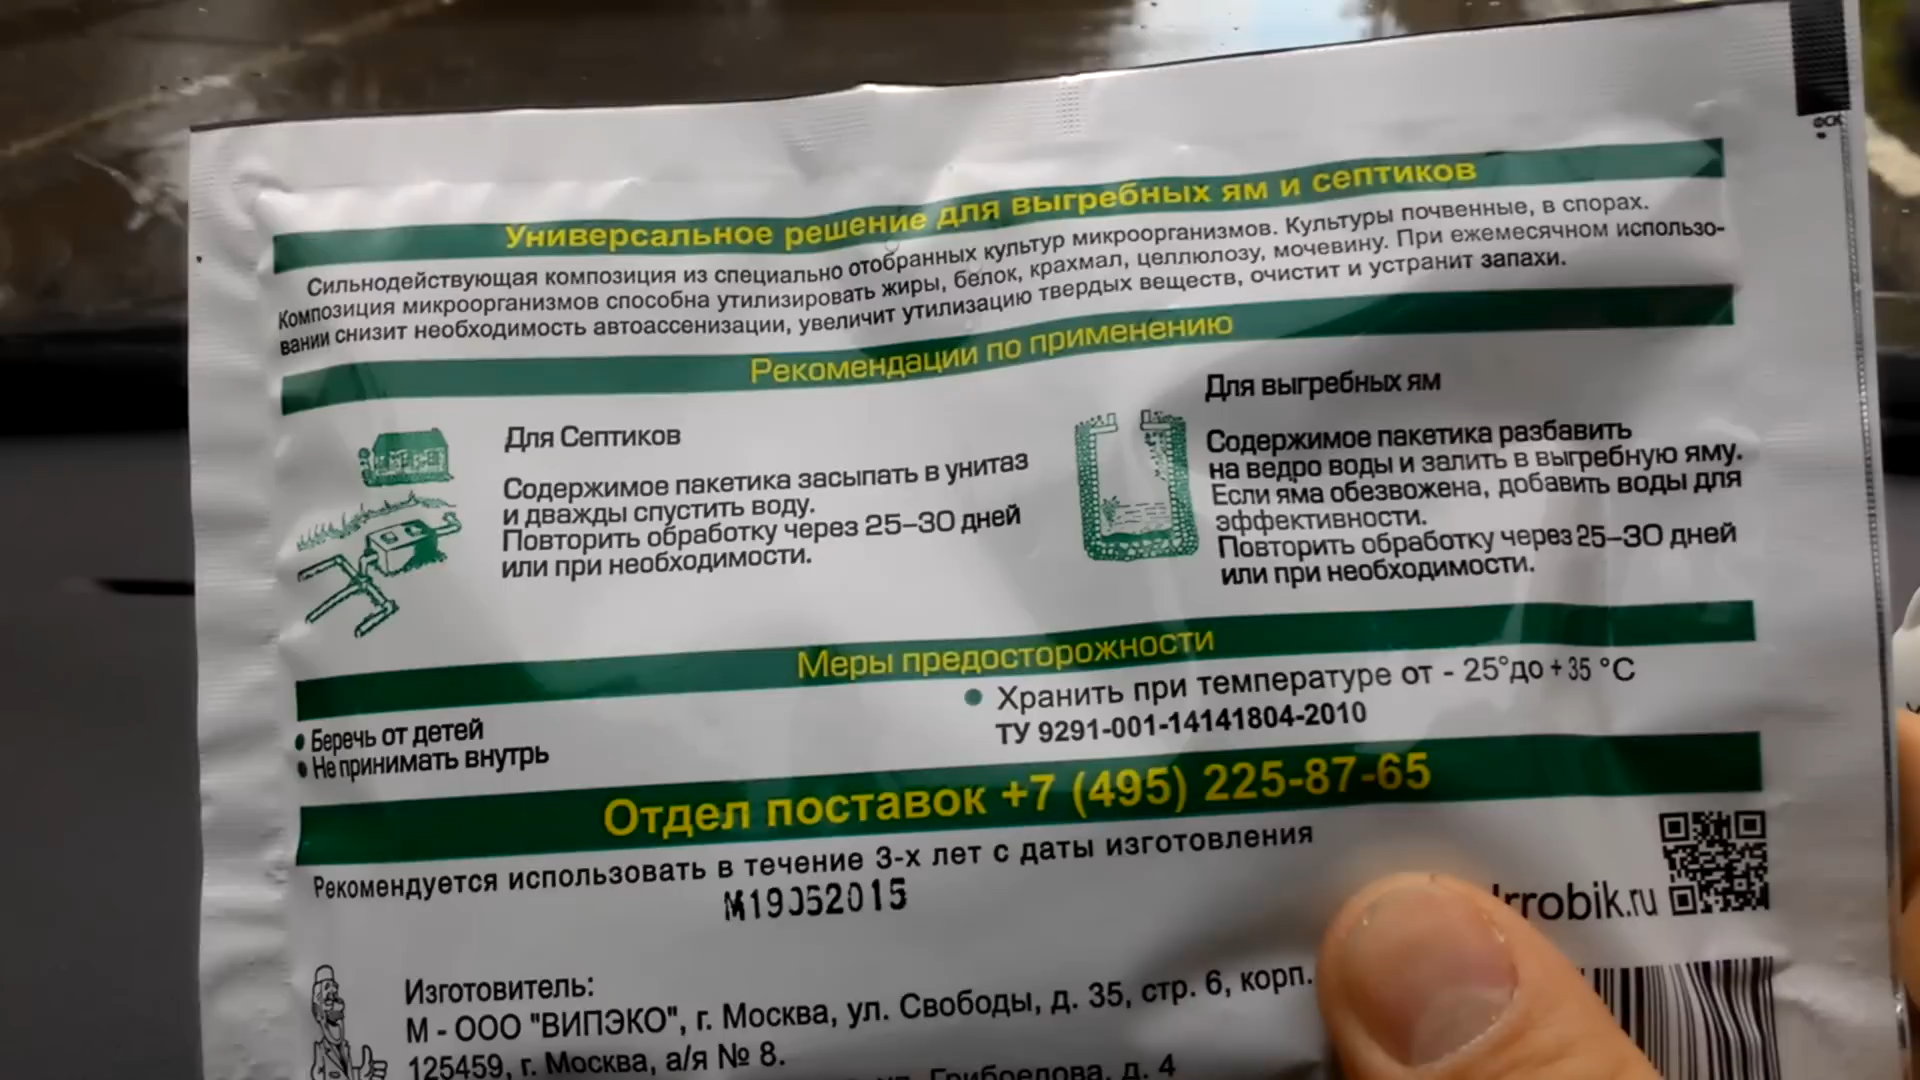 ФСК
Универсальное решение для выгребных ям и септиков
Сильнодействующая композиция из специально отобранных культур микроорганизмов. Культуры почвенные, в спорах.
Композиция микроорганизмов способна утилизировать жиры, белок, крахмал, целлюлозу, мочевину. При ежемесячном использо-
вании снизит необходимость автоассенизации, увеличит утилизацию твердых веществ, очистит и устранит запахи.
Рекомендации по применению
Для Септиков
Содержимое пакетика засыпать в унитаз
и дважды спустить воду.
Повторить обработку через 25–30 дней
или при необходимости.
Для выгребных ям
Содержимое пакетика разбавить
на ведро воды и залить в выгребную яму.
Если яма обезвожена, добавить воды для
эффективности.
Повторить обработку через 25–30 дней
или при необходимости.
Меры предосторожности
• Беречь от детей
• Не принимать внутрь
• Хранить при температуре от - 25° до + 35 °С
ТУ 9291-001-14141804-2010
Отдел поставок +7 (495) 225-87-65
Рекомендуется использовать в течение 3-х лет с даты изготовления
М19052015
rrobik.ru
Изготовитель:
М - ООО "ВИПЭКО", г. Москва, ул. Свободы, д. 35, стр. 6, корп.
125459, г. Москва, а/я № 8.
ул. Грибоедова, д. 4